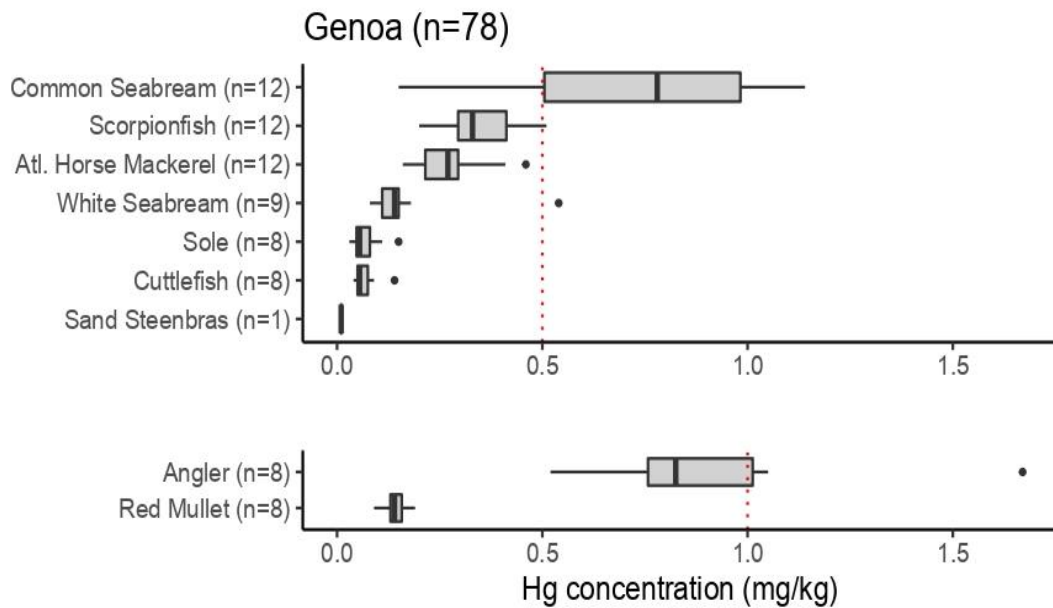 Genoa (n=78)
Common Seabream (n=12)
Scorpionfish (n=12)
Atl. Horse Mackerel (n=12)
White Seabream (n=9)
Sole (n=8)
Cuttlefish (n=8)
Sand Steenbras (n=1)
0.0 0.5 1.0 1.5
Angler (n=8)
Red Mullet (n=8)
0.0 0.5 1.0 1.5
Hg concentration (mg/kg)